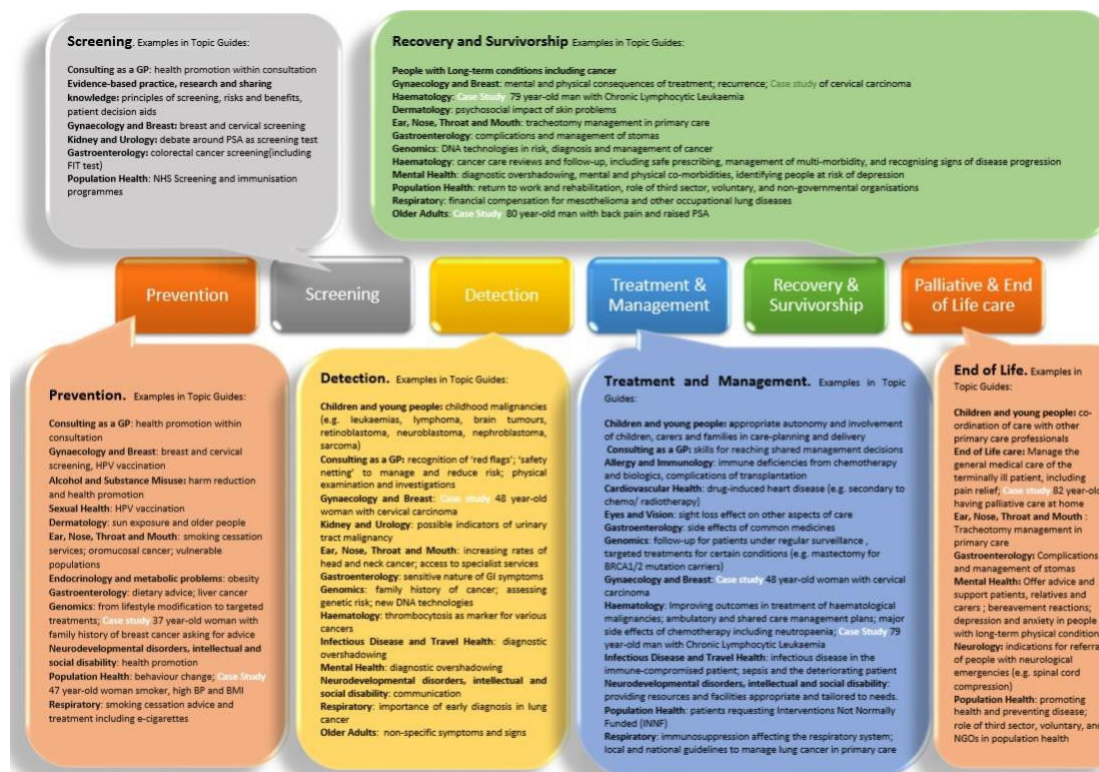 Screening. Examples in Topic Guides:
Consulting as a GP: health promotion within consultation
Evidence-based practice, research and sharing
knowledge: principles of screening, risks and benefits,
patient decision aids
Gynaecology and Breast: breast and cervical screening
Kidney and Urology: debate around PSA as screening test
Gastroenterology: colorectal cancer screening(including
FIT test)
Population Health: NHS Screening and immunisation
programmes
Recovery and Survivorship. Examples in Topic Guides:
People with Long-term conditions including cancer
Gynaecology and Breast: mental and physical consequences of treatment; recurrence; Case study of cervical carcinoma
Haematology: Case Study 79 year-old man with Chronic Lymphocytic Leukaemia
Dermatology: psychosocial impact of skin problems
Ear, Nose, Throat and Mouth: tracheotomy management in primary care
Gastroenterology: complications and management of stomas
Genomics: DNA technologies in risk, diagnosis and management of cancer
Haematology: cancer care reviews and follow-up, including safe prescribing, management of multi-morbidity, and recognising signs of disease progression
Mental Health: diagnostic overshadowing, mental and physical co-morbidities, identifying people at risk of depression
Population Health: return to work and rehabilitation, role of third sector, voluntary, and non-governmental organisations
Respiratory: financial compensation for mesothelioma and other occupational lung diseases
Older Adults: Case Study 80 year-old man with back pain and raised PSA
Prevention
Screening
Detection
Treatment &
Management
Recovery &
Survivorship
Palliative & End
of Life care
Prevention. Examples in Topic Guides:
Consulting as a GP: health promotion within
consultation
Gynaecology and Breast: breast and cervical
screening, HPV vaccination
Alcohol and Substance Misuse: harm reduction
and health promotion
Sexual Health: HPV vaccination
Dermatology: sun exposure and older people
Ear, Nose, Throat and Mouth: smoking cessation
services; oromucosal cancer; vulnerable
populations
Endocrinology and metabolic problems: obesity
Gastroenterology: dietary advice; liver cancer
Genomics: from lifestyle modification to targeted
treatments; Case study 37 year-old woman with
family history of breast cancer asking for advice
Neurodevelopmental disorders, intellectual and
social disability: health promotion
Population Health: behaviour change; Case Study
47 year-old woman smoker, high BP and BMI
Respiratory: smoking cessation advice and
treatment including e-cigarettes
Detection. Examples in Topic Guides:
Children and young people: childhood malignancies
(e.g. leukaemias, lymphoma, brain tumours,
retinoblastoma, neuroblastoma, nephroblastoma,
sarcoma)
Consulting as a GP: recognition of 'red flags'; 'safety
netting' to manage and reduce risk; physical
examination and investigations
Gynaecology and Breast: Case study 48 year-old
woman with cervical carcinoma
Kidney and Urology: possible indicators of urinary
tract malignancy
Ear, Nose, Throat and Mouth: increasing rates of
head and neck cancer; access to specialist services
Gastroenterology: sensitive nature of GI symptoms
Genomics: family history of cancer; assessing
genetic risk; new DNA technologies
Haematology: thrombocytosis as marker for various
cancers
Infectious Disease and Travel Health: diagnostic
overshadowing
Mental Health: diagnostic overshadowing
Neurodevelopmental disorders, intellectual and
social disability: communication
Respiratory: importance of early diagnosis in lung
cancer
Older Adults: non-specific symptoms and signs
Treatment and Management. Examples in Topic
Guides:
Children and young people: appropriate autonomy and involvement
of children, carers and families in care-planning and delivery
Consulting as a GP: skills for reaching shared management decisions
Allergy and Immunology: immune deficiencies from chemotherapy
and biologics, complications of transplantation
Cardiovascular Health: drug-induced heart disease (e.g. secondary to
chemo/ radiotherapy)
Eyes and Vision: sight loss effect on other aspects of care
Gastroenterology: side effects of common medicines
Genomics: follow-up for patients under regular surveillance ,
targeted treatments for certain conditions (e.g. mastectomy for
BRCA1/2 mutation carriers)
Gynaecology and Breast: Case study 48 year-old woman with cervical
carcinoma
Haematology: Improving outcomes in treatment of haematological
malignancies; ambulatory and shared care management plans; major
side effects of chemotherapy including neutropaenia; Case Study 79
year-old man with Chronic Lymphocytic Leukaemia
Infectious Disease and Travel Health: infectious disease in the
immune-compromised patient; sepsis and the deteriorating patient
Neurodevelopmental disorders, intellectual and social disability:
providing resources and facilities appropriate and tailored to needs.
Population Health: patients requesting Interventions Not Normally
Funded (INNF)
Respiratory: immunosuppression affecting the respiratory system;
local and national guidelines to manage lung cancer in primary care
End of Life. Examples in
Topic Guides:
Children and young people: co-
ordination of care with other
primary care professionals
End of Life care: Manage the
general medical care of the
terminally ill patient, including
pain relief; Case study 82 year-old
having palliative care at home
Ear, Nose, Throat and Mouth :
Tracheotomy management in
primary care
Gastroenterology: Complications
and management of stomas
Mental Health: Offer advice and
support patients, relatives and
carers ; bereavement reactions;
depression and anxiety in people
with long-term physical condition
Neurology: indications for referra
of people with neurological
emergencies (e.g. spinal cord
compression)
Population Health: promoting
health and preventing disease;
role of third sector, voluntary, and
NGOs in population health